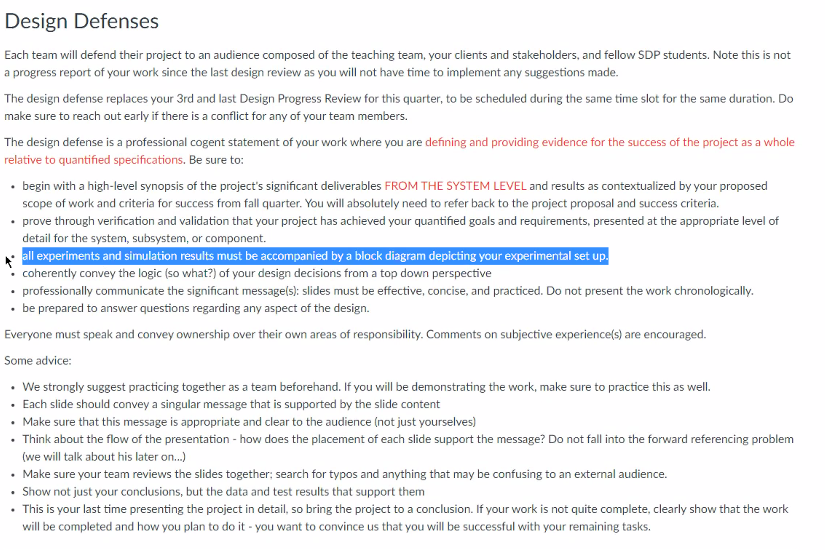 Design Defenses
Each team will defend their project to an audience composed of the teaching team, your clients and stakeholders, and fellow SDP students. Note this is not
a progress report of your work since the last design review as you will not have time to implement any suggestions made.
The design defense replaces your 3rd and last Design Progress Review for this quarter, to be scheduled during the same time slot for the same duration. Do
make sure to reach out early if there is a conflict for any of your team members.
The design defense is a professional cogent statement of your work where you are defining and providing evidence for the success of the project as a whole
relative to quantified specifications. Be sure to:
• begin with a high-level synopsis of the project's significant deliverables FROM THE SYSTEM LEVEL and results as contextualized by your proposed
scope of work and criteria for success from fall quarter. You will absolutely need to refer back to the project proposal and success criteria.
• prove through verification and validation that your project has achieved your quantified goals and requirements, presented at the appropriate level of
detail for the system, subsystem, or component.
• all experiments and simulation results must be accompanied by a block diagram depicting your experimental set up.
• coherently convey the logic (so what?) of your design decisions from a top down perspective
• professionally communicate the significant message(s): slides must be effective, concise, and practiced. Do not present the work chronologically.
• be prepared to answer questions regarding any aspect of the design.
Everyone must speak and convey ownership over their own areas of responsibility. Comments on subjective experience(s) are encouraged.
Some advice:
• We strongly suggest practicing together as a team beforehand. If you will be demonstrating the work, make sure to practice this as well.
• Each slide should convey a singular message that is supported by the slide content
• Make sure that this message is appropriate and clear to the audience (not just yourselves)
• Think about the flow of the presentation - how does the placement of each slide support the message? Do not fall into the forward referencing problem
(we will talk about his later on...)
• Make sure your team reviews the slides together; search for typos and anything that may be confusing to an external audience.
• Show not just your conclusions, but the data and test results that support them
• This is your last time presenting the project in detail, so bring the project to a conclusion. If your work is not quite complete, clearly show that the work
will be completed and how you plan to do it - you want to convince us that you will be successful with your remaining tasks.